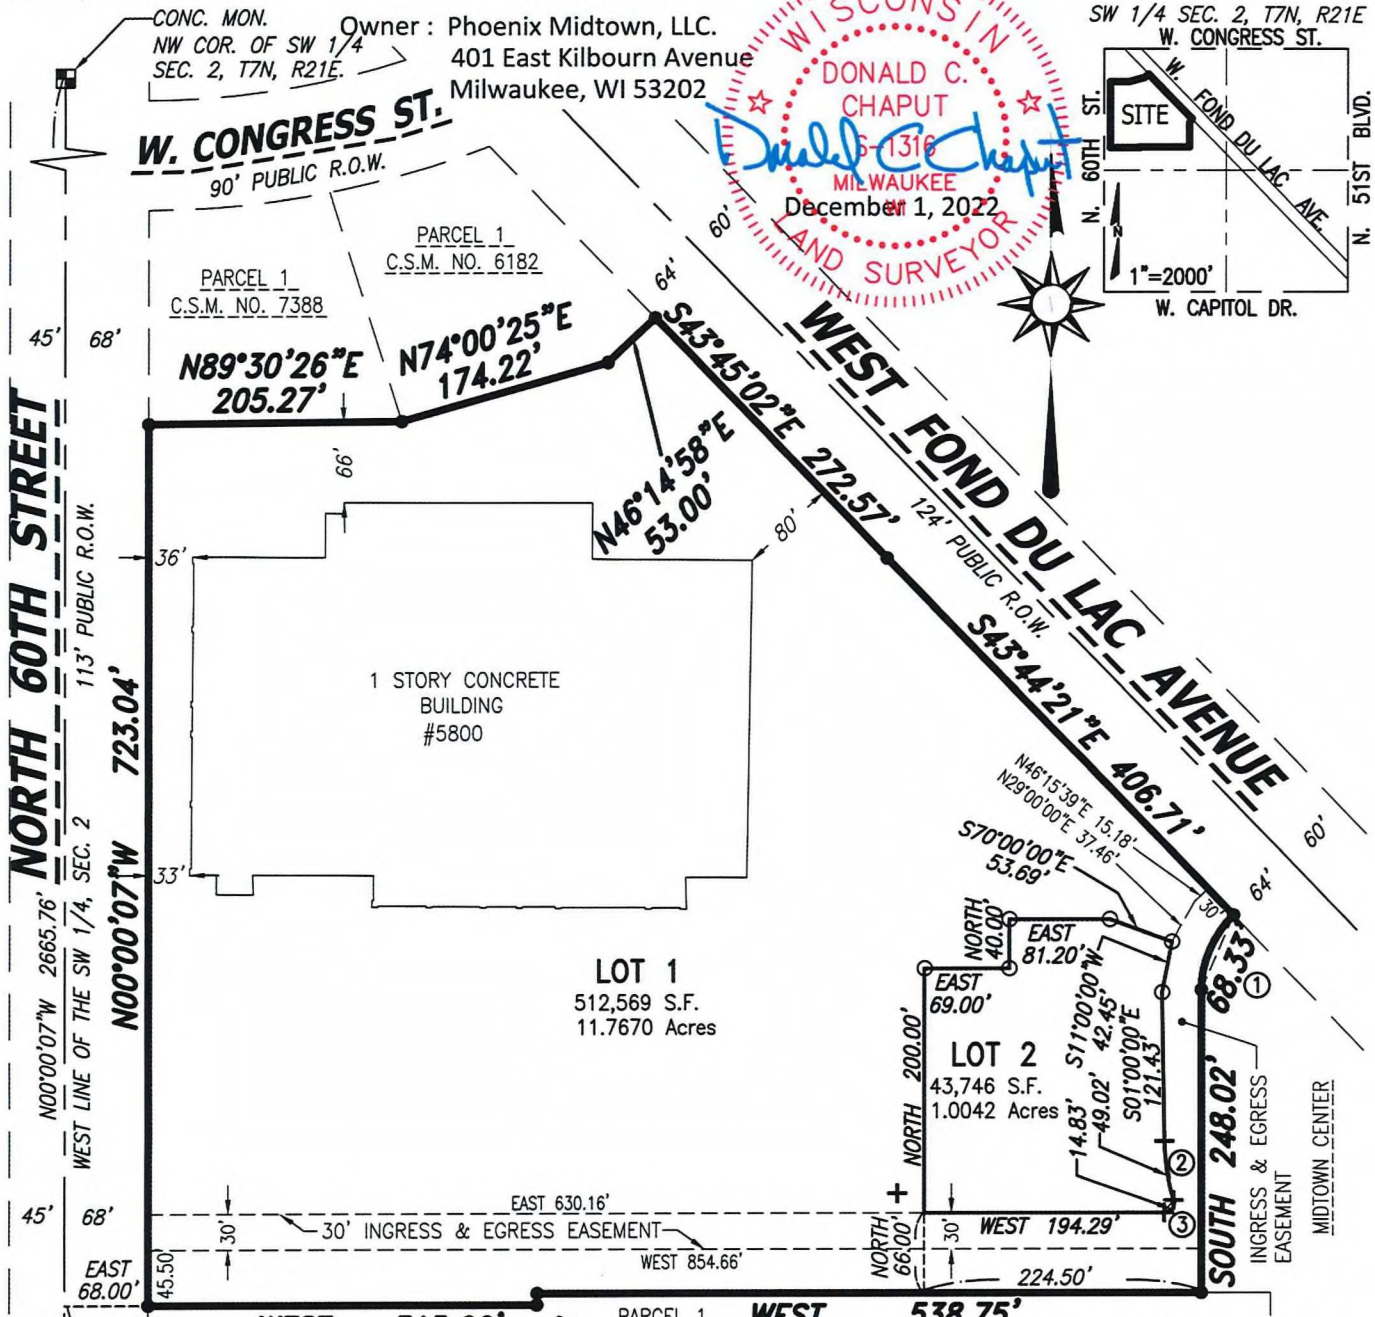 CONC. MON.
NW COR. OF SW 1/4
SEC. 2, T7N, R21E.
Owner : Phoenix Midtown, LLC.
401 East Kilbourn Avenue
Milwaukee, WI 53202
WISCONSIN
DONALD C.
CHAPUT
S-1316
MILWAUKEE
WI
LAND SURVEYOR
Donald C Chaput
December 1, 2022
SW 1/4 SEC. 2, T7N, R21E
W. CONGRESS ST.
N. 60TH ST.
SITE
W. FOND DU LAC AVE.
N. 51ST BLVD.
N
1"=2000'
W. CAPITOL DR.
W. CONGRESS ST.
90' PUBLIC R.O.W.
PARCEL 1
C.S.M. NO. 7388
PARCEL 1
C.S.M. NO. 6182
60'
64'
45'
68'
N89°30'26"E
205.27'
N74°00'25"E
174.22'
N46°14'58"E
53.00'
S43°45'02"E 272.57'
WEST FOND DU LAC AVENUE
124' PUBLIC R.O.W.
S43°44'21"E 406.71'
66'
80'
36'
33'
NORTH 60TH STREET
113' PUBLIC R.O.W.
N00°00'07"W 723.04'
N00°00'07"W 2665.76'
WEST LINE OF THE SW 1/4, SEC. 2
1 STORY CONCRETE
BUILDING
#5800
N46°15'39"E 15.18'
N29°00'00"E 37.46'
S70°00'00"E
53.69'
60'
64'
30'
68.33'
1
NORTH
40.00'
EAST
81.20'
EAST
69.00'
LOT 1
512,569 S.F.
11.7670 Acres
LOT 2
43,746 S.F.
1.0042 Acres
NORTH 200.00'
S11°00'00"W
42.45'
S01°00'00"E
121.43'
49.02'
14.83'
2
3
SOUTH 248.02'
INGRESS & EGRESS
EASEMENT
MIDTOWN CENTER
45'
68'
EAST 630.16'
30'
30' INGRESS & EGRESS EASEMENT
WEST 854.66'
NORTH
66.00'
30'
WEST 194.29'
224.50'
EAST
68.00'
45.50'
WEST
PARCEL 1
WEST 538.75'